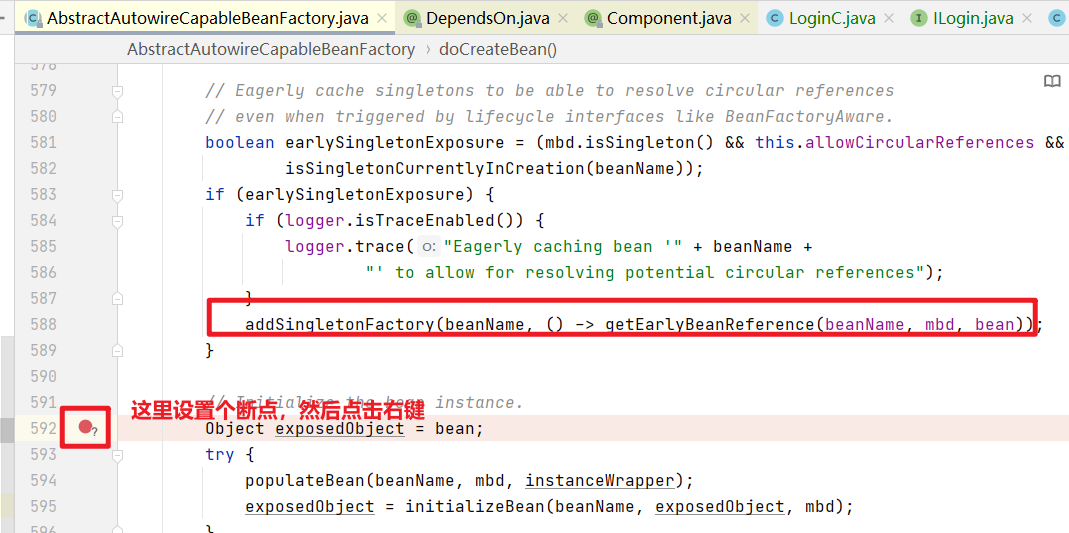 AbstractAutowireCapableBeanFactory.java DependsOn.java Component.java LoginC.java ILogin.java
AbstractAutowireCapableBeanFactory › doCreateBean()
578
579 // Eagerly cache singletons to be able to resolve circular references
580 // even when triggered by lifecycle interfaces like BeanFactoryAware.
581 boolean earlySingletonExposure = (mbd.isSingleton() && this.allowCircularReferences &&
582 isSingletonCurrentlyInCreation(beanName));
583 if (earlySingletonExposure) {
584 if (logger.isTraceEnabled()) {
585 logger.trace( o: "Eagerly caching bean '" + beanName +
586 "' to allow for resolving potential circular references");
587 }
588 addSingletonFactory(beanName, () -> getEarlyBeanReference(beanName, mbd, bean));
589 }
590
591 // Initialize the bean instance.
这里设置个断点，然后点击右键
592 Object exposedObject = bean;
593 try {
594 populateBean(beanName, mbd, instanceWrapper);
595 exposedObject = initializeBean(beanName, exposedObject, mbd);
596 }